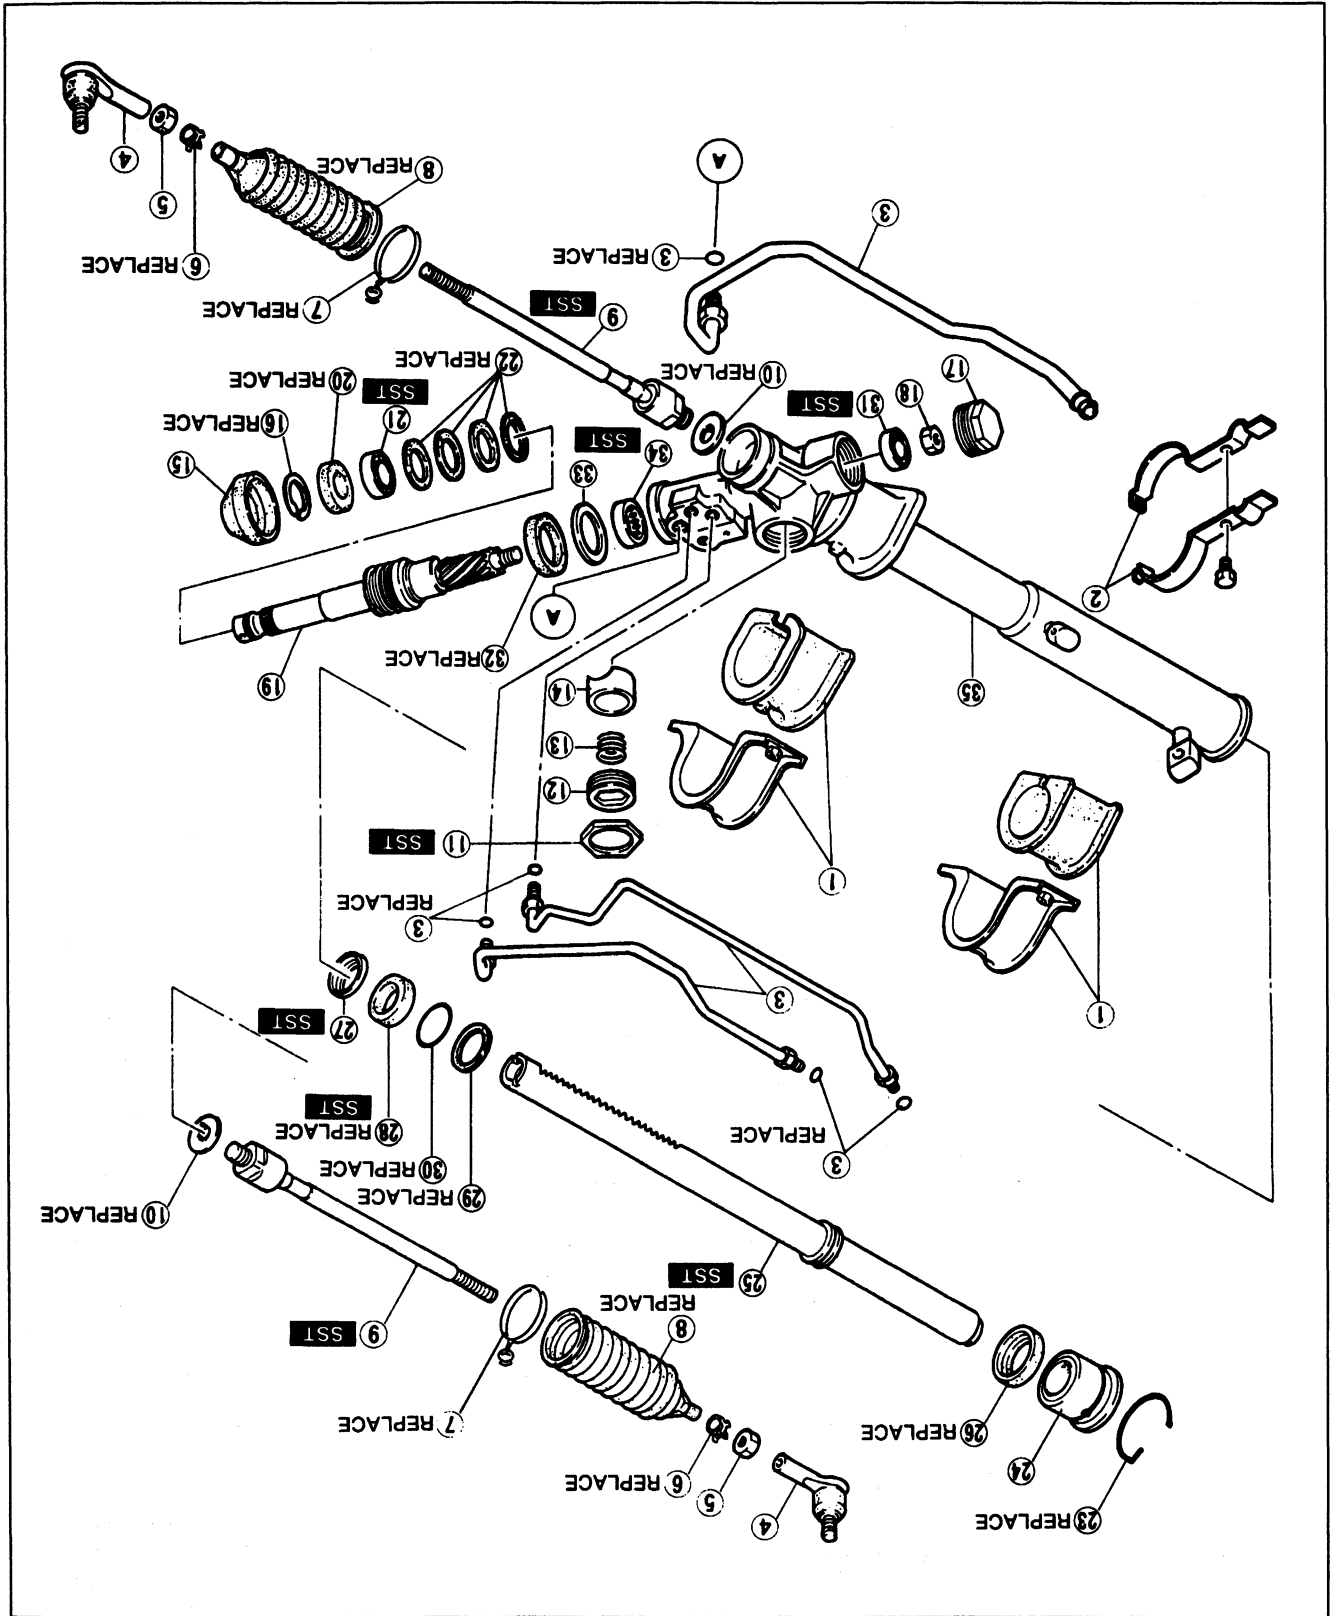 23 REPLACE
4
5
6 REPLACE
24
26 REPLACE
7 REPLACE
9 SST
8
REPLACE
25 SST
10 REPLACE
29 REPLACE
30 REPLACE
3
REPLACE
28 REPLACE
SST
27 SST
1
3
3
REPLACE
1
11 SST
12
13
35
14
19
32 REPLACE
A
2
33
34
SST
15
16 REPLACE
21
SST
31 SST
18
20 REPLACE
17
10 REPLACE
22 REPLACE
9
SST
7 REPLACE
6 REPLACE
3 REPLACE
3
5
8
REPLACE
A
4